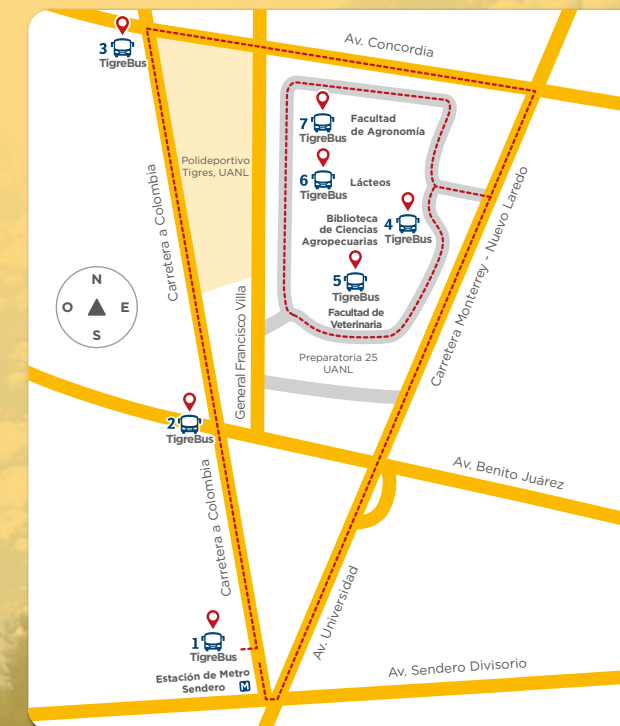 Av. Concordia
3
TigreBus
7
TigreBus
Facultad
de Agronomía
Polideportivo
Tigres, UANL
6
TigreBus
Lácteos
Biblioteca
de Ciencias
Agropecuarias
4
TigreBus
5
TigreBus
Facultad de
Veterinaria
Carretera a Colombia
General Francisco Villa
Carretera Monterrey - Nuevo Laredo
N
O
E
S
Preparatoria 25
UANL
2
TigreBus
Av. Benito Juárez
Carretera a Colombia
Av. Universidad
1
TigreBus
Estación de Metro
Sendero
M
Av. Sendero Divisorio